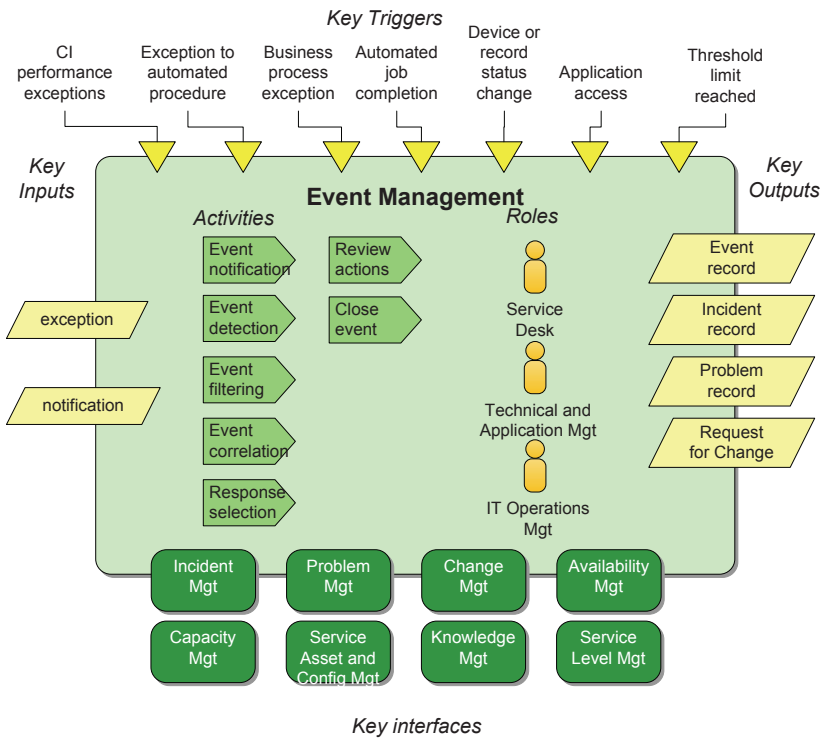 Key Triggers
CI
performance
exceptions
Exception to
automated
procedure
Business
process
exception
Automated
job
completion
Device or
record
status
change
Application
access
Threshold
limit
reached
Key
Inputs
Key
Outputs
Event Management
Activities
Roles
Event
notification
Event
detection
Event
filtering
Event
correlation
Response
selection
Review
actions
Close
event
Service
Desk
Technical and
Application Mgt
IT Operations
Mgt
exception
notification
Event
record
Incident
record
Problem
record
Request
for Change
Incident
Mgt
Problem
Mgt
Change
Mgt
Availability
Mgt
Capacity
Mgt
Service
Asset and
Config Mgt
Knowledge
Mgt
Service
Level Mgt
Key interfaces